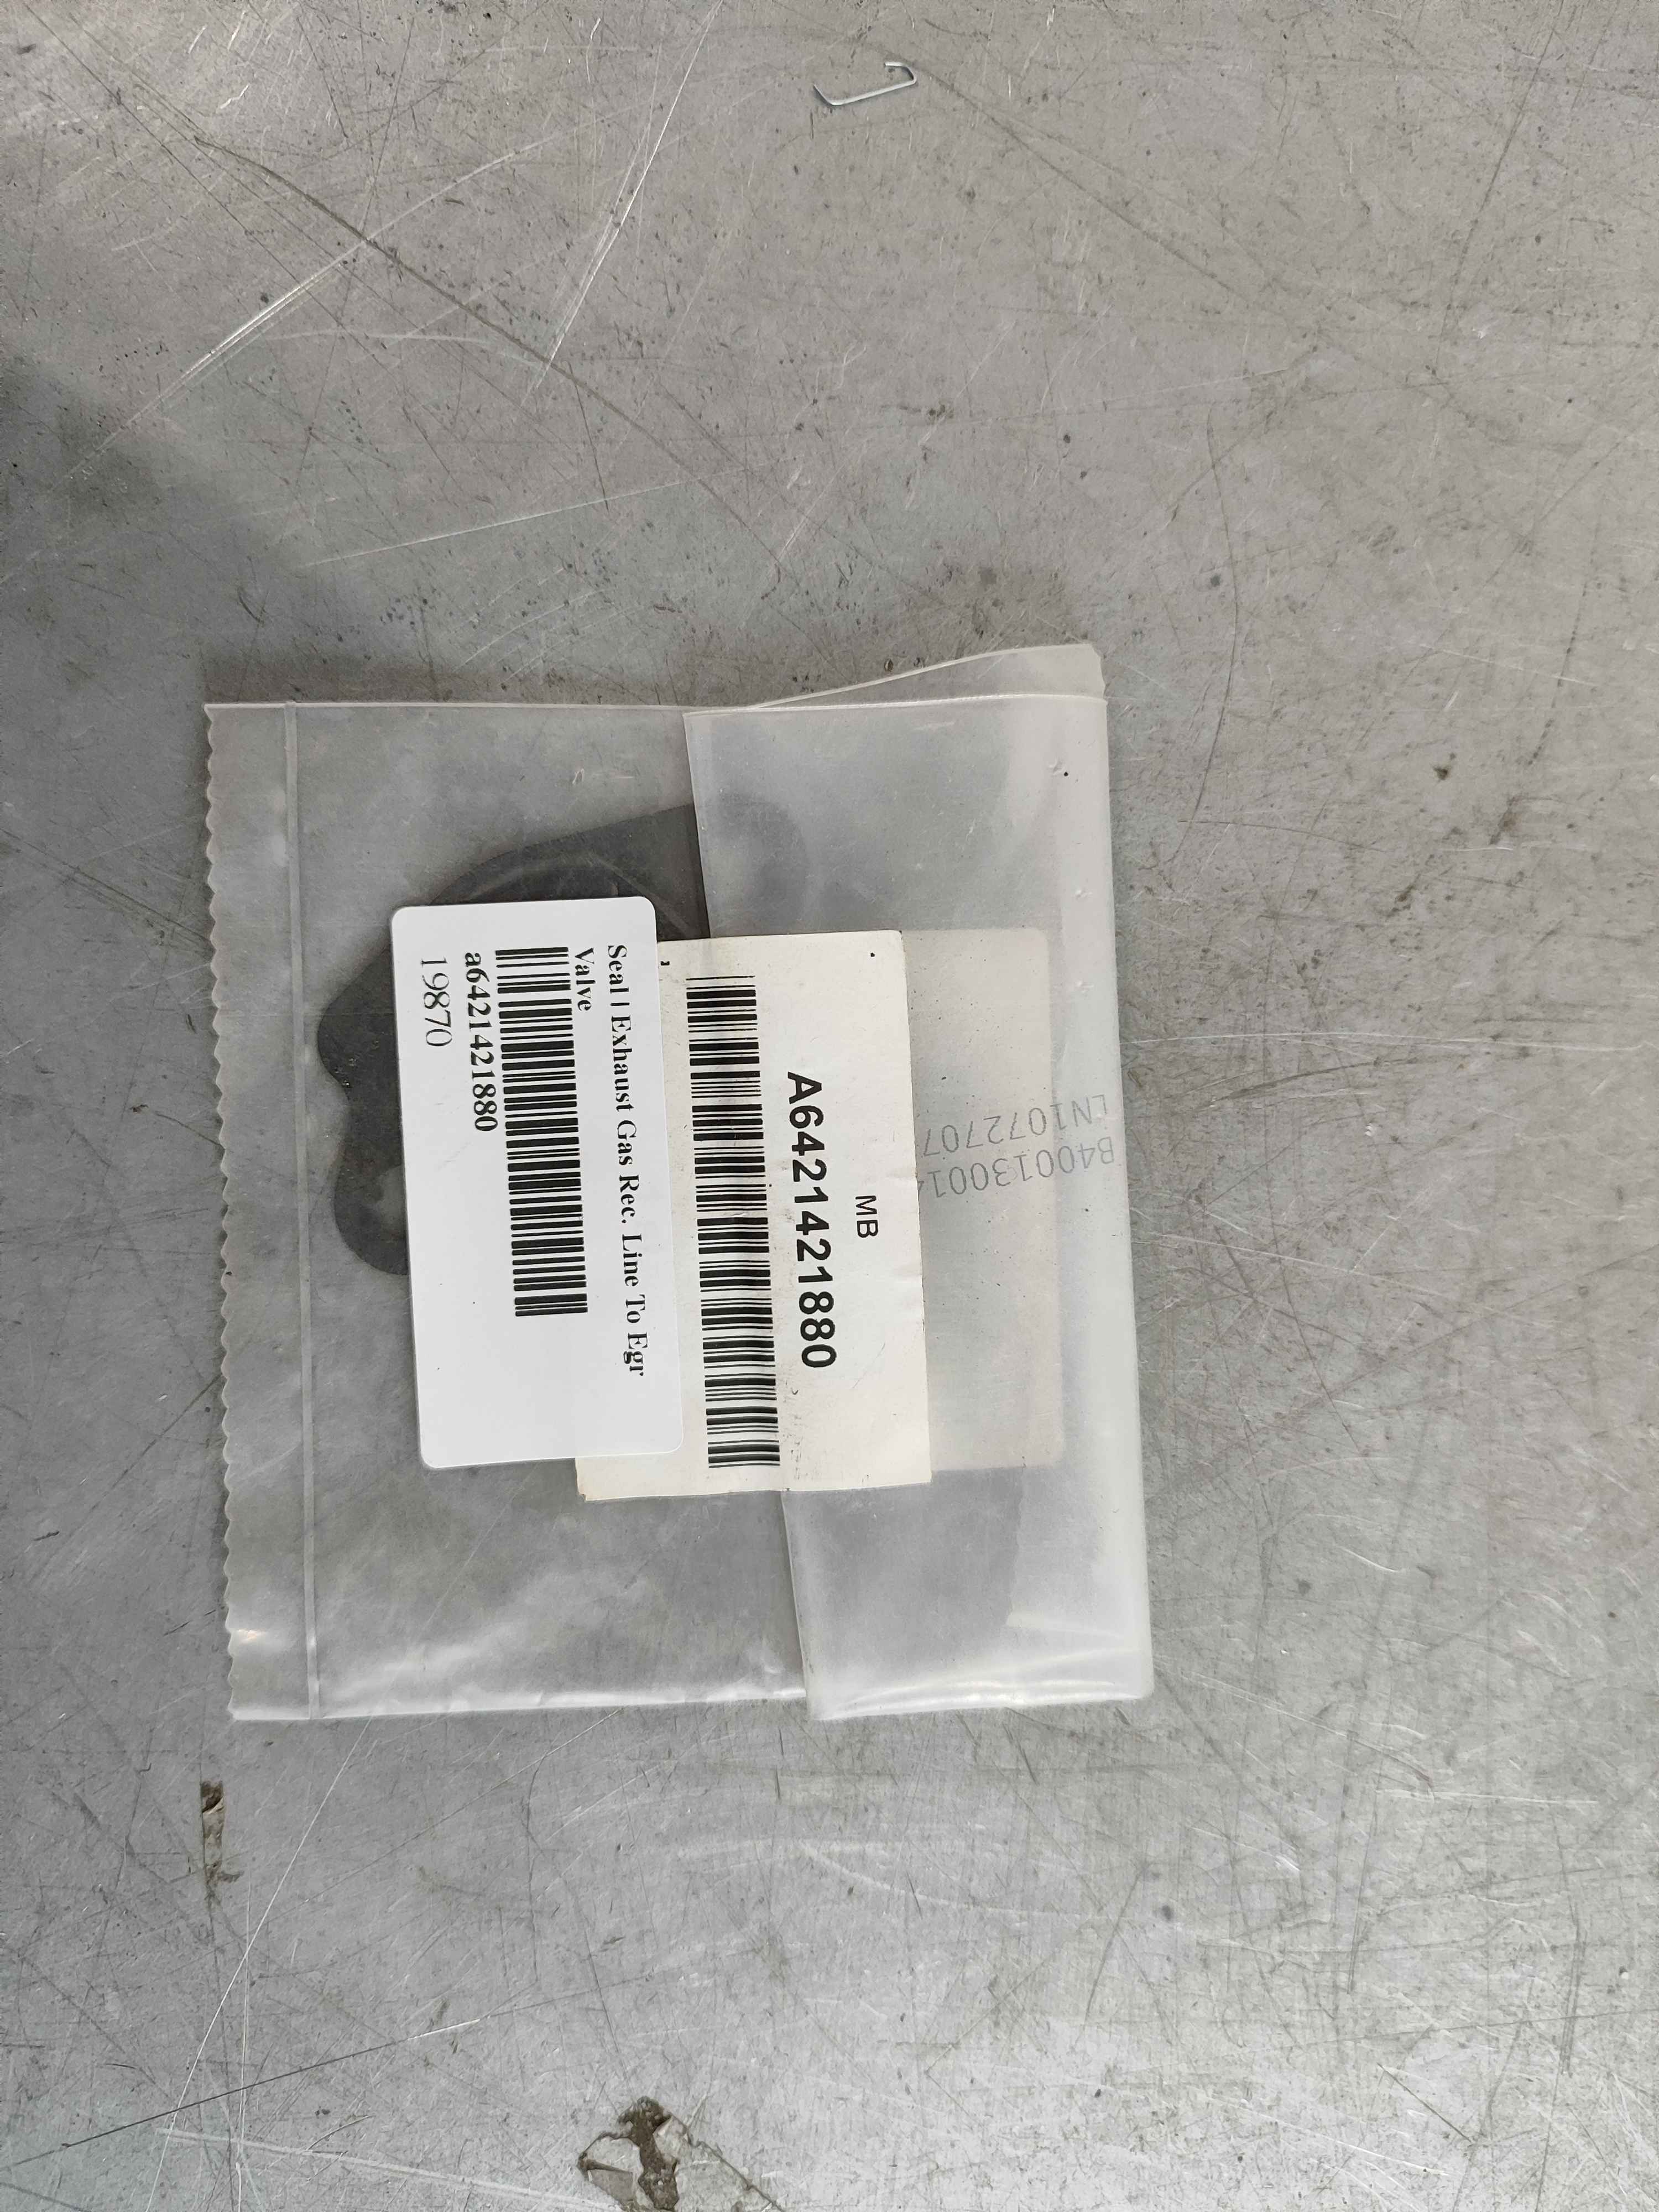 MB
A6421421880
Seal | Exhaust Gas Rec. Line To Egr
Valve
a6421421880
19870
LN1072707
B40013001